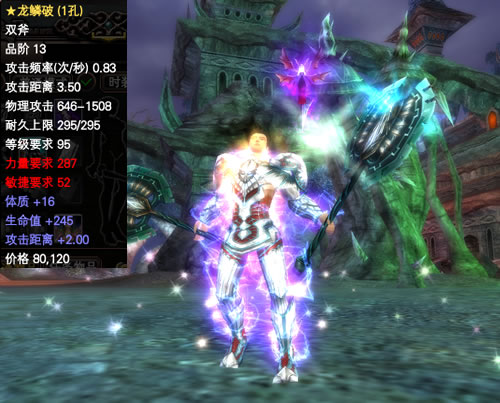 ★龙鳞破 (1孔)
双斧
品阶 13
攻击频率(次/秒) 0.83
攻击距离 3.50
物理攻击 646-1508
耐久上限 295/295
等级要求 95
力量要求 287
敏捷要求 52
体质 +16
生命值 +245
攻击距离 +2.00
价格 80,120